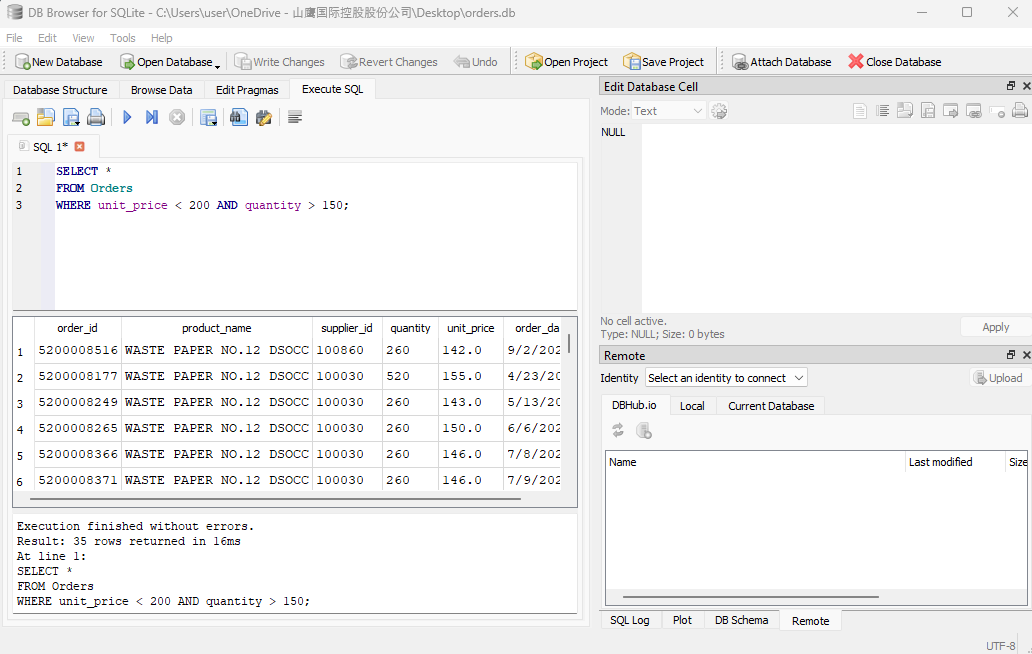 DB Browser for SQLite - C:\Users\user\OneDrive - 山鹰国际控股股份公司\Desktop\orders.db
File Edit View Tools Help
New Database Open Database Write Changes Revert Changes Undo Open Project Save Project Attach Database Close Database
Database Structure Browse Data Edit Pragmas Execute SQL
SQL 1*
1 SELECT *
2 FROM Orders
3 WHERE unit_price < 200 AND quantity > 150;
order_id product_name supplier_id quantity unit_price order_da
1 5200008516 WASTE PAPER NO.12 DSOCC 100860 260 142.0 9/2/202
2 5200008177 WASTE PAPER NO.12 DSOCC 100030 520 155.0 4/23/20
3 5200008249 WASTE PAPER NO.12 DSOCC 100030 260 143.0 5/13/20
4 5200008265 WASTE PAPER NO.12 DSOCC 100030 260 150.0 6/6/202
5 5200008366 WASTE PAPER NO.12 DSOCC 100030 260 146.0 7/8/202
6 5200008371 WASTE PAPER NO.12 DSOCC 100030 260 146.0 7/9/202
Execution finished without errors.
Result: 35 rows returned in 16ms
At line 1:
SELECT *
FROM Orders
WHERE unit_price < 200 AND quantity > 150;
Edit Database Cell
Mode: Text
NULL
No cell active.
Type: NULL; Size: 0 bytes
Apply
Remote
Identity Select an identity to connect Upload
DBHub.io Local Current Database
Name Last modified Size
SQL Log Plot DB Schema Remote
UTF-8